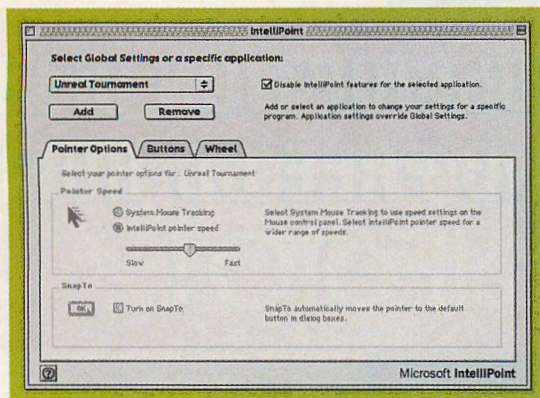 IntelliPoint
Select Global Settings or a specific application:
Unreal Tournament
Disable IntelliPoint features for the selected application.
Add
Remove
Add or select an application to change your settings for a specific
program. Application settings override Global Settings.
Pointer Options
Buttons
Wheel
Select your pointer options for: Unreal Tournament
Pointer Speed
System Mouse Tracking
IntelliPoint pointer speed
Slow
Fast
Select System Mouse Tracking to use speed settings on the
Mouse control panel. Select IntelliPoint pointer speed for a
wider range of speeds.
SnapTo
OK
Turn on SnapTo
SnapTo automatically moves the pointer to the default
button in dialog boxes.
?
Microsoft IntelliPoint